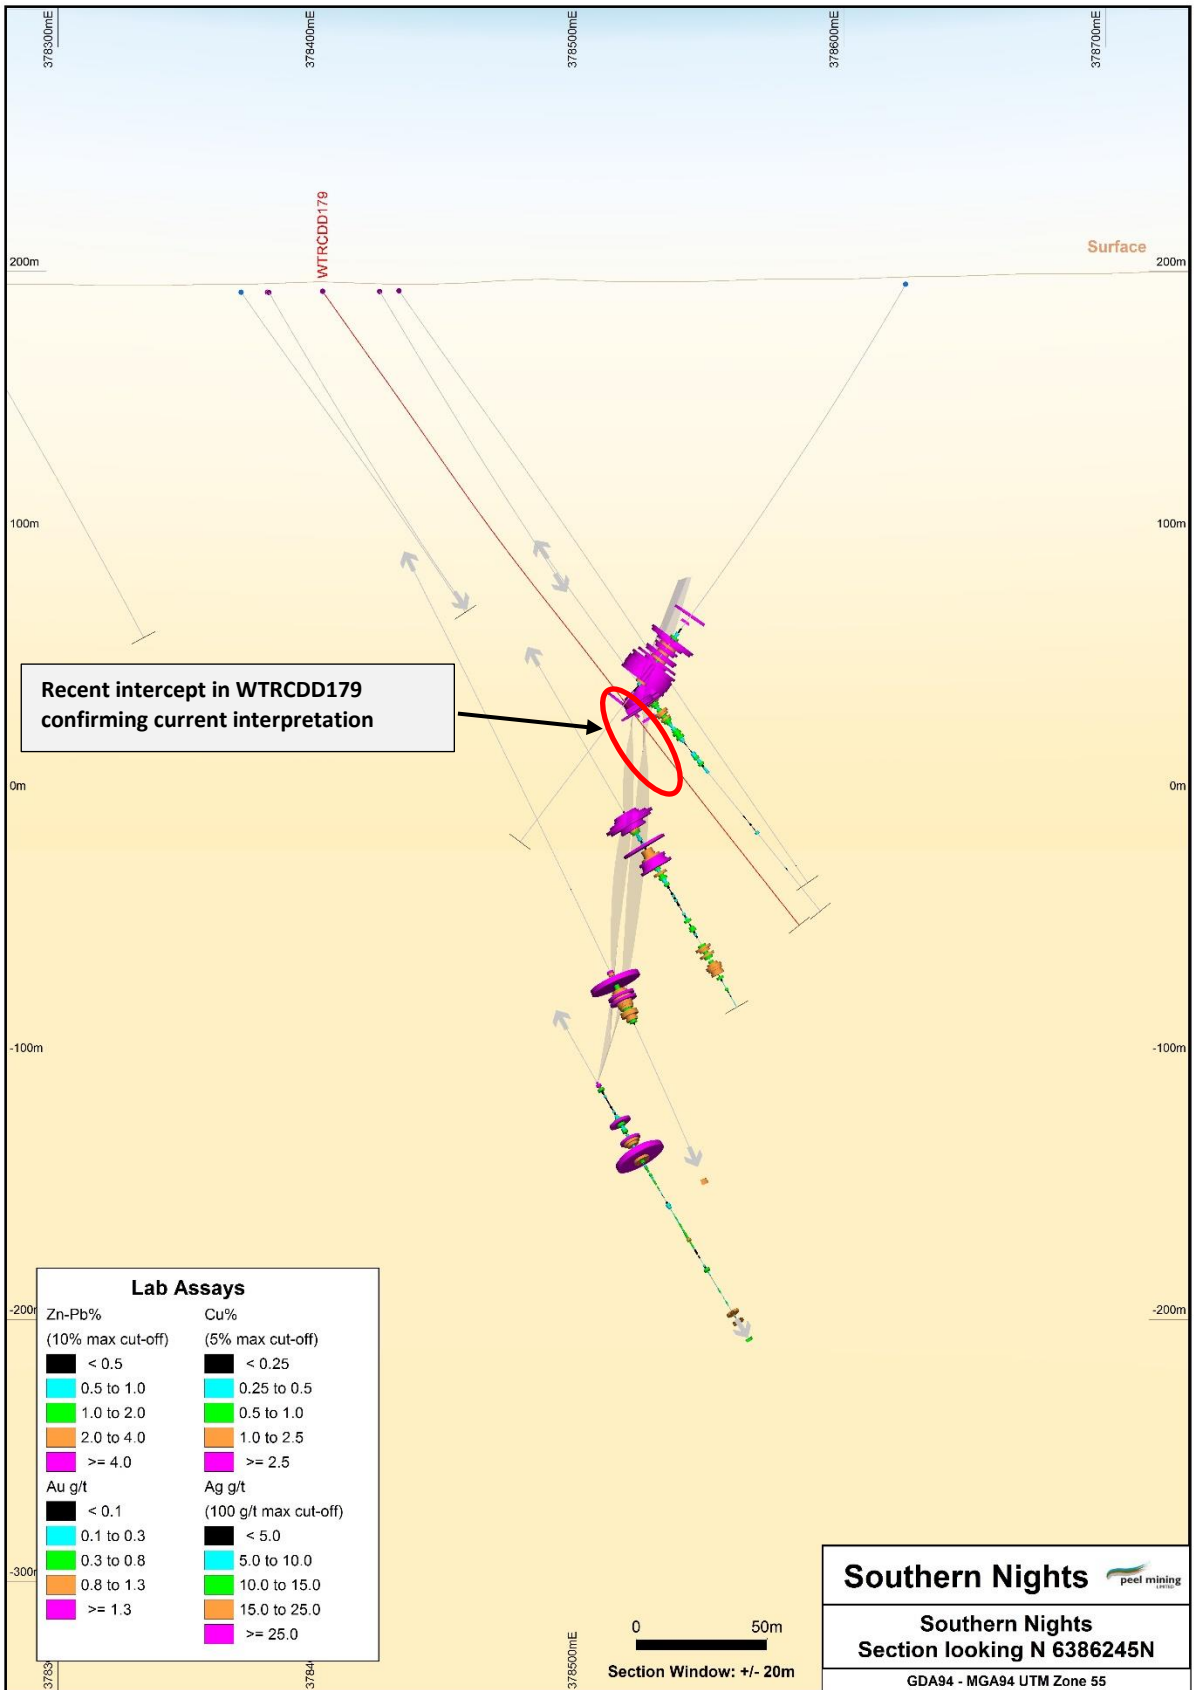 378300mE
378400mE
378500mE
378600mE
378700mE
WTRCDD179
Surface
200m
200m
100m
100m
Recent intercept in WTRCDD179
confirming current interpretation
0m
0m
-100m
-100m
-200m
-200m
-300m
Lab Assays
Zn-Pb%
(10% max cut-off)
< 0.5
0.5 to 1.0
1.0 to 2.0
2.0 to 4.0
>= 4.0
Cu%
(5% max cut-off)
< 0.25
0.25 to 0.5
0.5 to 1.0
1.0 to 2.5
>= 2.5
Au g/t
< 0.1
0.1 to 0.3
0.3 to 0.8
0.8 to 1.3
>= 1.3
Ag g/t
(100 g/t max cut-off)
< 5.0
5.0 to 10.0
10.0 to 15.0
15.0 to 25.0
>= 25.0
3783
3784
378500mE
0 50m
Section Window: +/- 20m
Southern Nights
peel mining
LIMITED
Southern Nights
Section looking N 6386245N
GDA94 - MGA94 UTM Zone 55